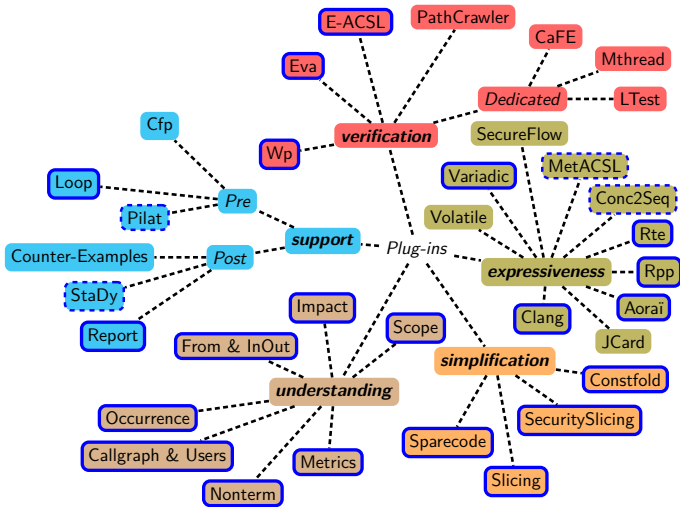 PathCrawler
E-ACSL
CaFE
Mthread
Eva
Dedicated
LTest
Cfp
verification
SecureFlow
Wp
MetACSL
Variadic
Loop
Pre
Conc2Seq
Pilat
Volatile
Rte
support
Plug-ins
Counter-Examples
Post
expressiveness
Rpp
StaDy
Impact
Aoraï
Report
Scope
Clang
From & InOut
JCard
simplification
understanding
Constfold
Occurrence
SecuritySlicing
Sparecode
Callgraph & Users
Metrics
Slicing
Nonterm